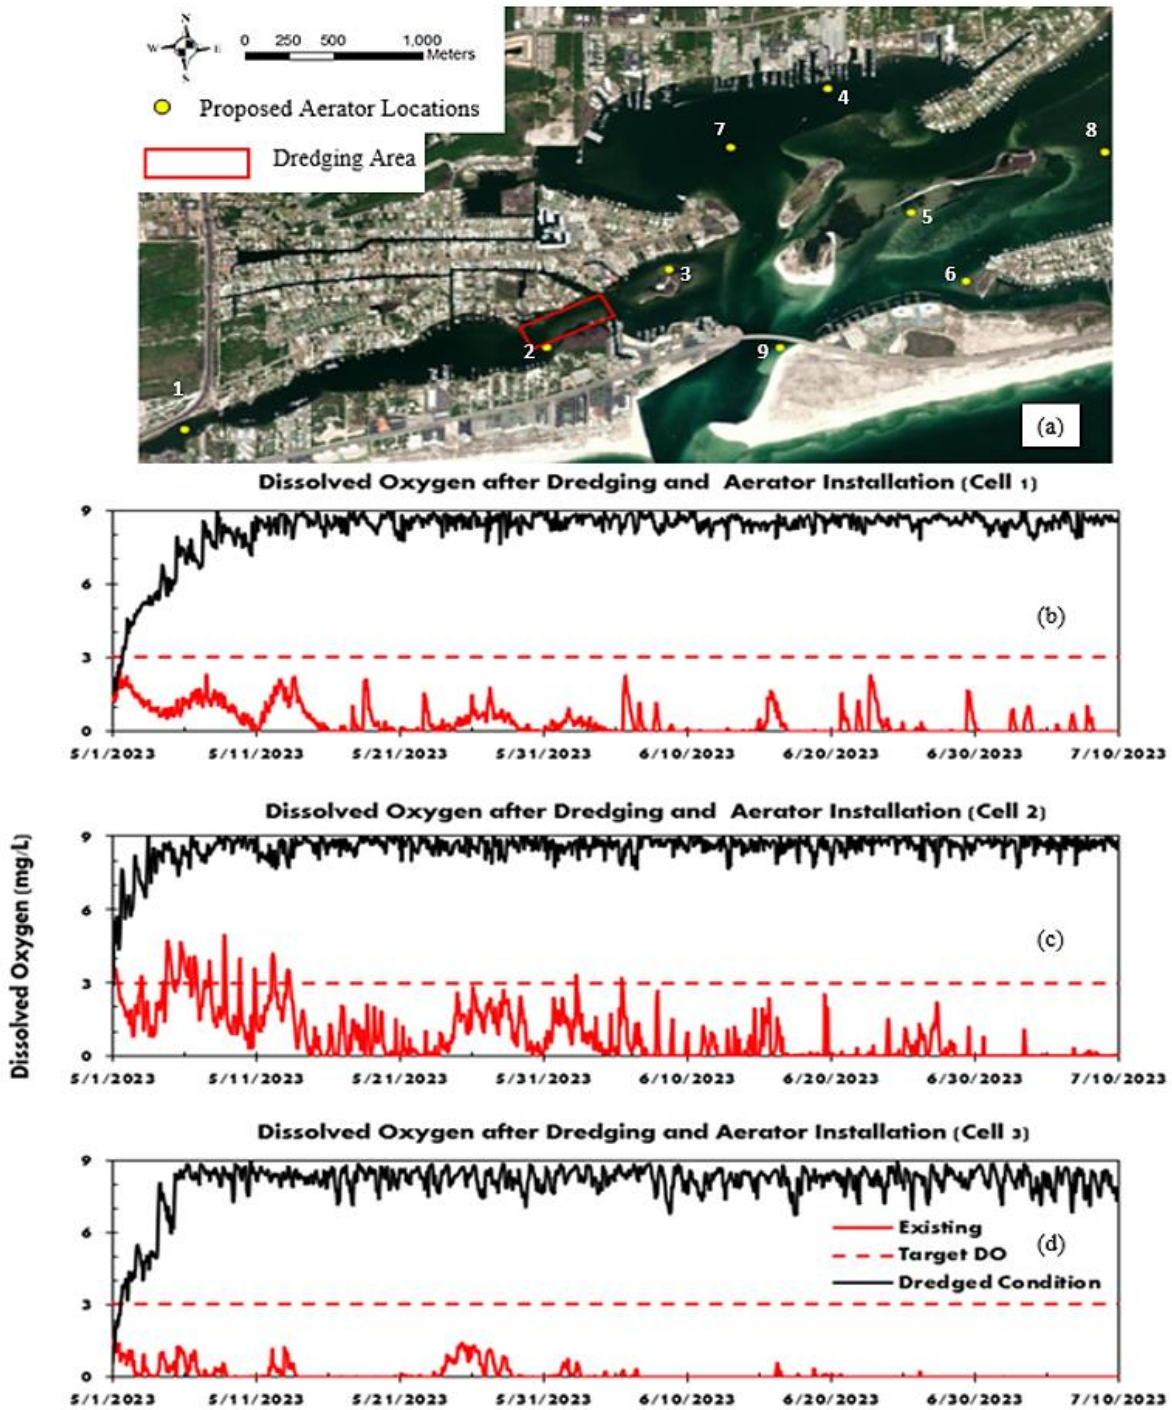 N
W E
S
0 250 500 1,000
Meters
Proposed Aerator Locations
Dredging Area
4
7
8
5
3
6
2
9
1
(a)
Dissolved Oxygen after Dredging and Aerator Installation (Cell 1)
9
6
(b)
3
0
5/1/2023 5/11/2023 5/21/2023 5/31/2023 6/10/2023 6/20/2023 6/30/2023 7/10/2023
Dissolved Oxygen after Dredging and Aerator Installation (Cell 2)
Dissolved Oxygen (mg/L)
9
6
(c)
3
0
5/1/2023 5/11/2023 5/21/2023 5/31/2023 6/10/2023 6/20/2023 6/30/2023 7/10/2023
Dissolved Oxygen after Dredging and Aerator Installation (Cell 3)
9
6
Existing
(d)
Target DO
Dredged Condition
3
0
5/1/2023 5/11/2023 5/21/2023 5/31/2023 6/10/2023 6/20/2023 6/30/2023 7/10/2023